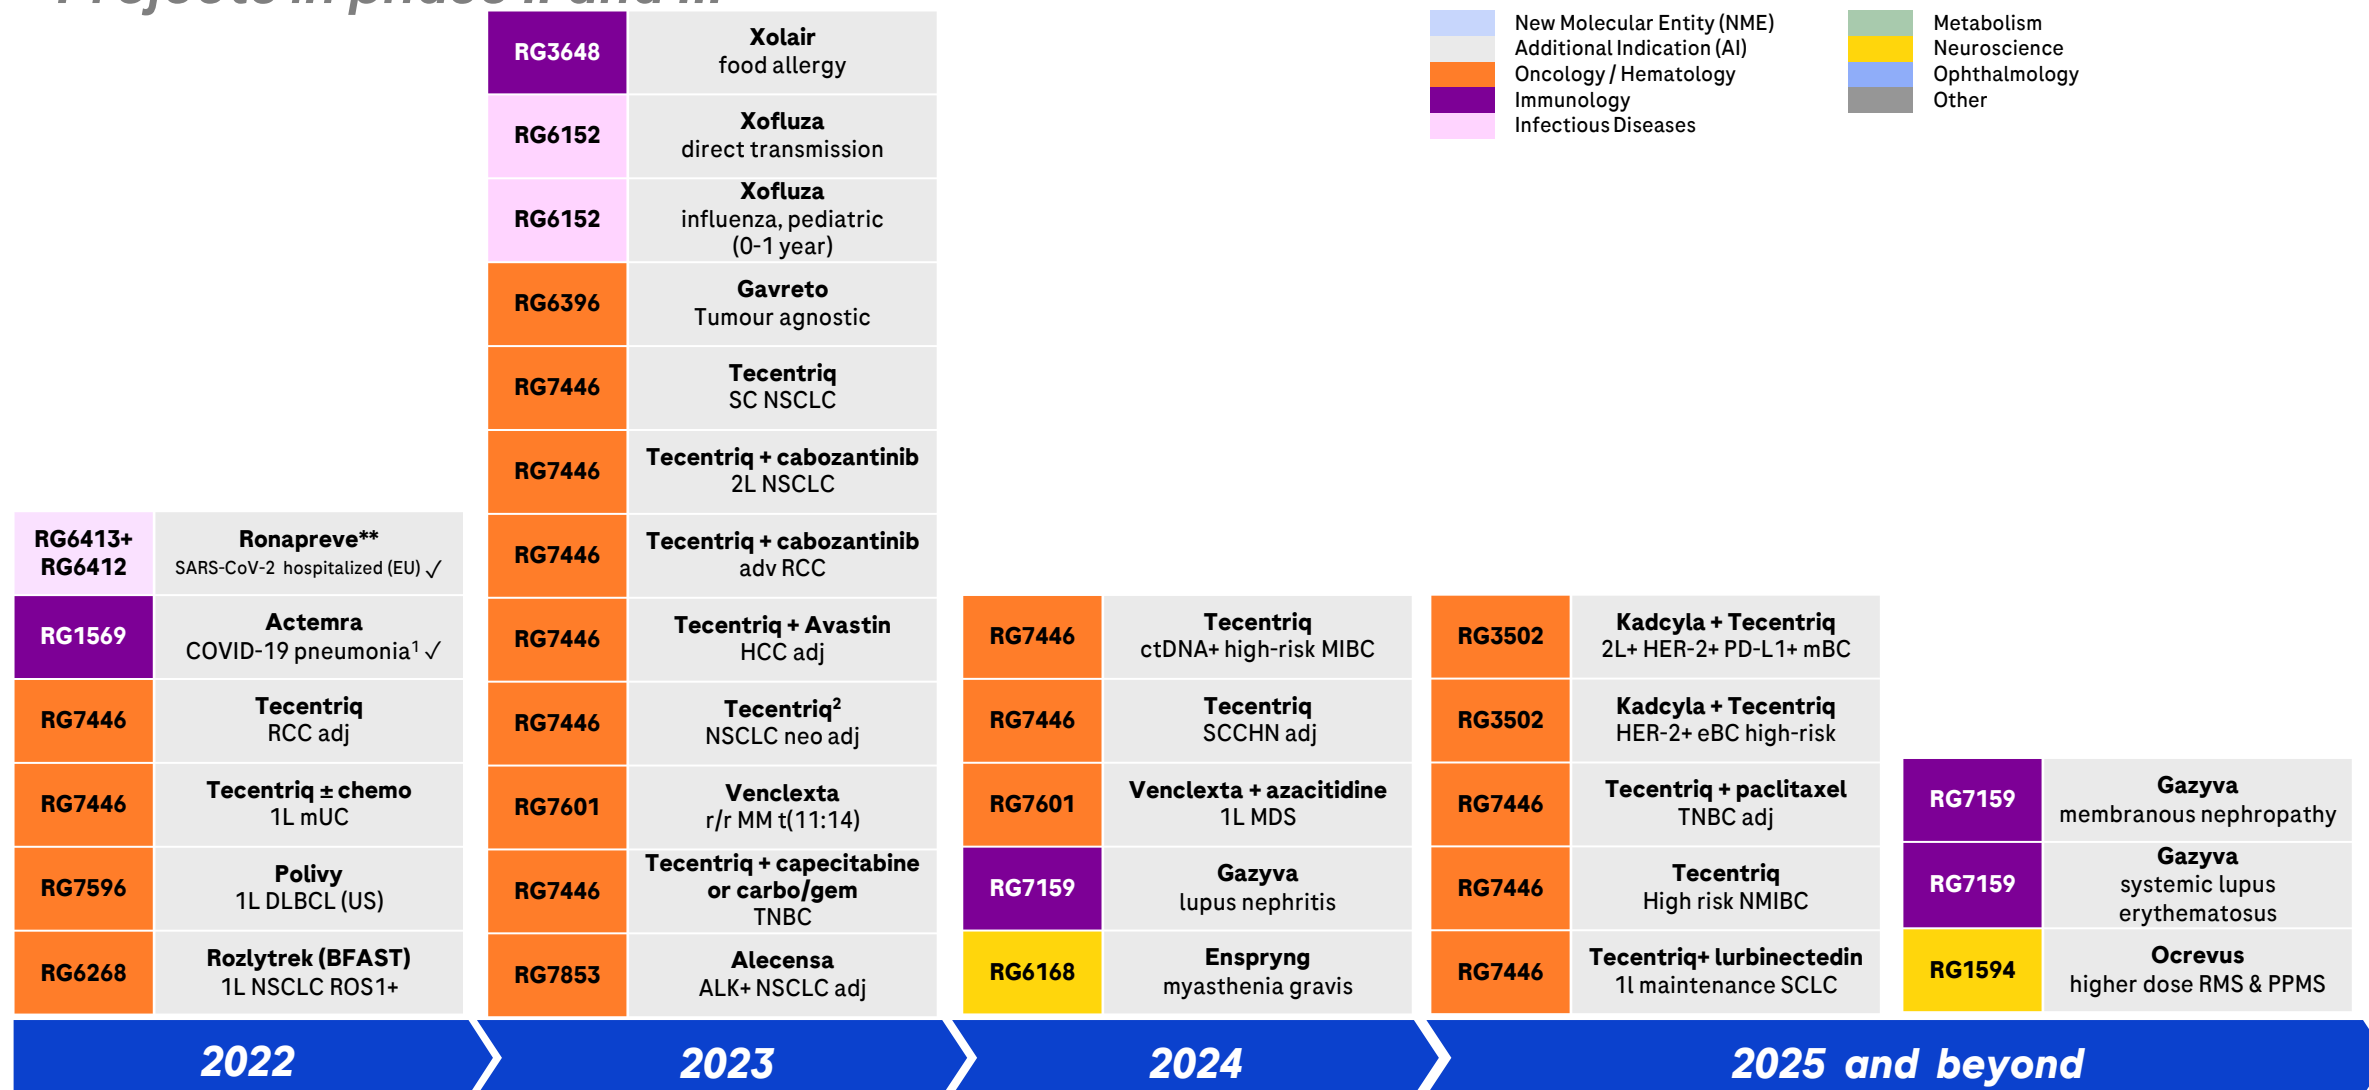 Projects in phase II and III
New Molecular Entity (NME)
Additional Indication (AI)
Oncology / Hematology
Immunology
Infectious Diseases
Metabolism
Neuroscience
Ophthalmology
Other
RG6413+
RG6412
Ronapreve**
SARS-CoV-2 hospitalized (EU) ✓
RG1569
Actemra
COVID-19 pneumonia¹ ✓
RG7446
Tecentriq
RCC adj
RG7446
Tecentriq ± chemo
1L mUC
RG7596
Polivy
1L DLBCL (US)
RG6268
Rozlytrek (BFAST)
1L NSCLC ROS1+
2022
RG3648
Xolair
food allergy
RG6152
Xofluza
direct transmission
RG6152
Xofluza
influenza, pediatric
(0-1 year)
RG6396
Gavreto
Tumour agnostic
RG7446
Tecentriq
SC NSCLC
RG7446
Tecentriq + cabozantinib
2L NSCLC
RG7446
Tecentriq + cabozantinib
adv RCC
RG7446
Tecentriq + Avastin
HCC adj
RG7446
Tecentriq²
NSCLC neo adj
RG7601
Venclexta
r/r MM t(11:14)
RG7446
Tecentriq + capecitabine
or carbo/gem
TNBC
RG7853
Alecensa
ALK+ NSCLC adj
2023
RG7446
Tecentriq
ctDNA+ high-risk MIBC
RG7446
Tecentriq
SCCHN adj
RG7601
Venclexta + azacitidine
1L MDS
RG7159
Gazyva
lupus nephritis
RG6168
Enspryng
myasthenia gravis
2024
RG3502
Kadcyla + Tecentriq
2L+ HER-2+ PD-L1+ mBC
RG3502
Kadcyla + Tecentriq
HER-2+ eBC high-risk
RG7446
Tecentriq + paclitaxel
TNBC adj
RG7446
Tecentriq
High risk NMIBC
RG7446
Tecentriq+ lurbinectedin
1l maintenance SCLC
RG7159
Gazyva
membranous nephropathy
RG7159
Gazyva
systemic lupus
erythematosus
RG1594
Ocrevus
higher dose RMS & PPMS
2025 and beyond